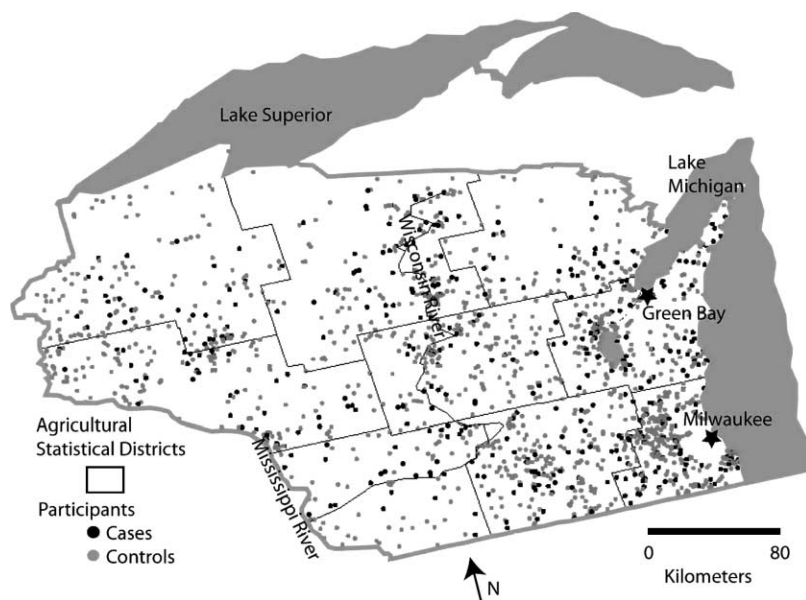 Lake Superior
Lake
Michigan
Wisconsin River
Green Bay
Milwaukee
Agricultural
Statistical Districts
Participants
Cases
Controls
Mississippi River
0 80
Kilometers
N